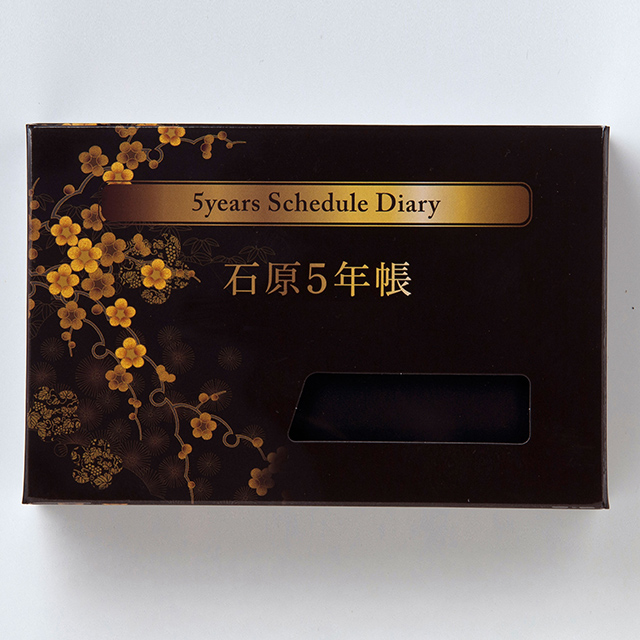 5years Schedule Diary
石原5年帳